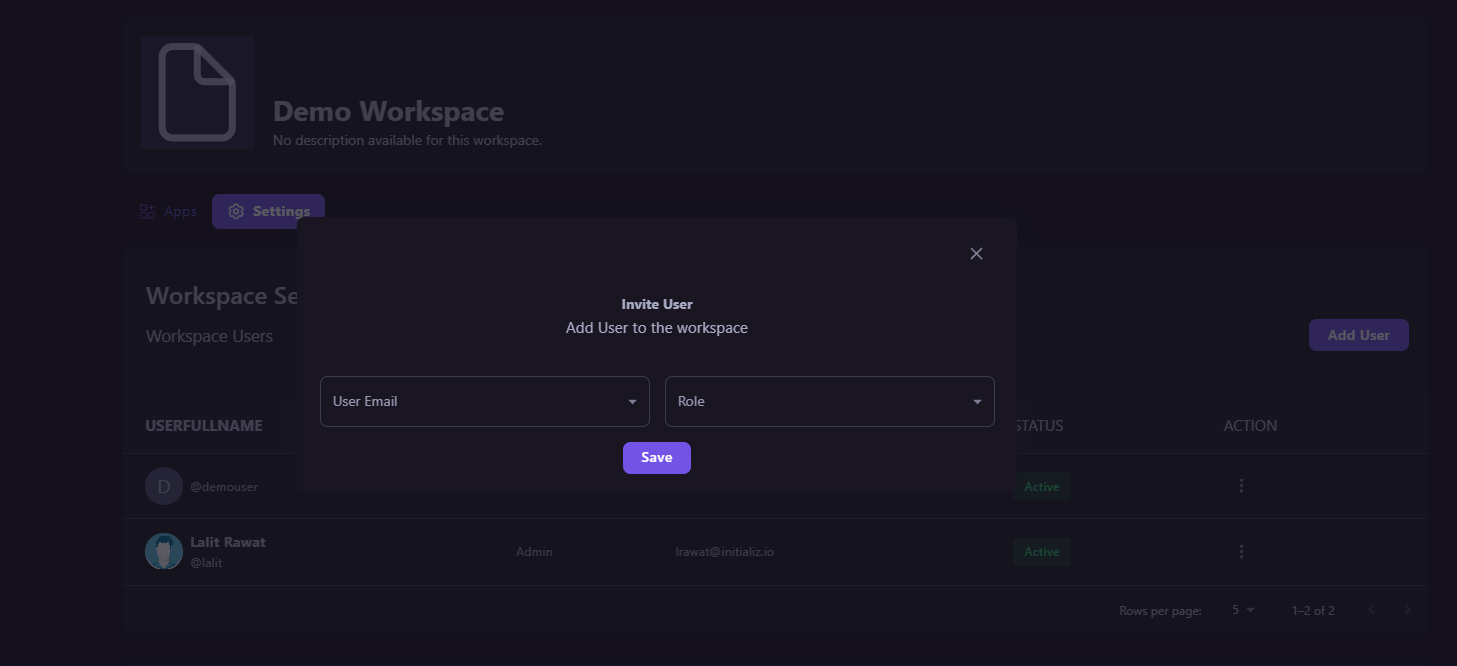 Demo Workspace
No description available for this workspace.
Apps
Settings
Workspace Se
Workspace Users
Add User
Invite User
Add User to the workspace
User Email
Role
Save
USERFULLNAME
STATUS
ACTION
D
@demouser
Active
Lalit Rawat
@lalit
Admin
lrawat@initializ.io
Active
Rows per page:
5
1–2 of 2